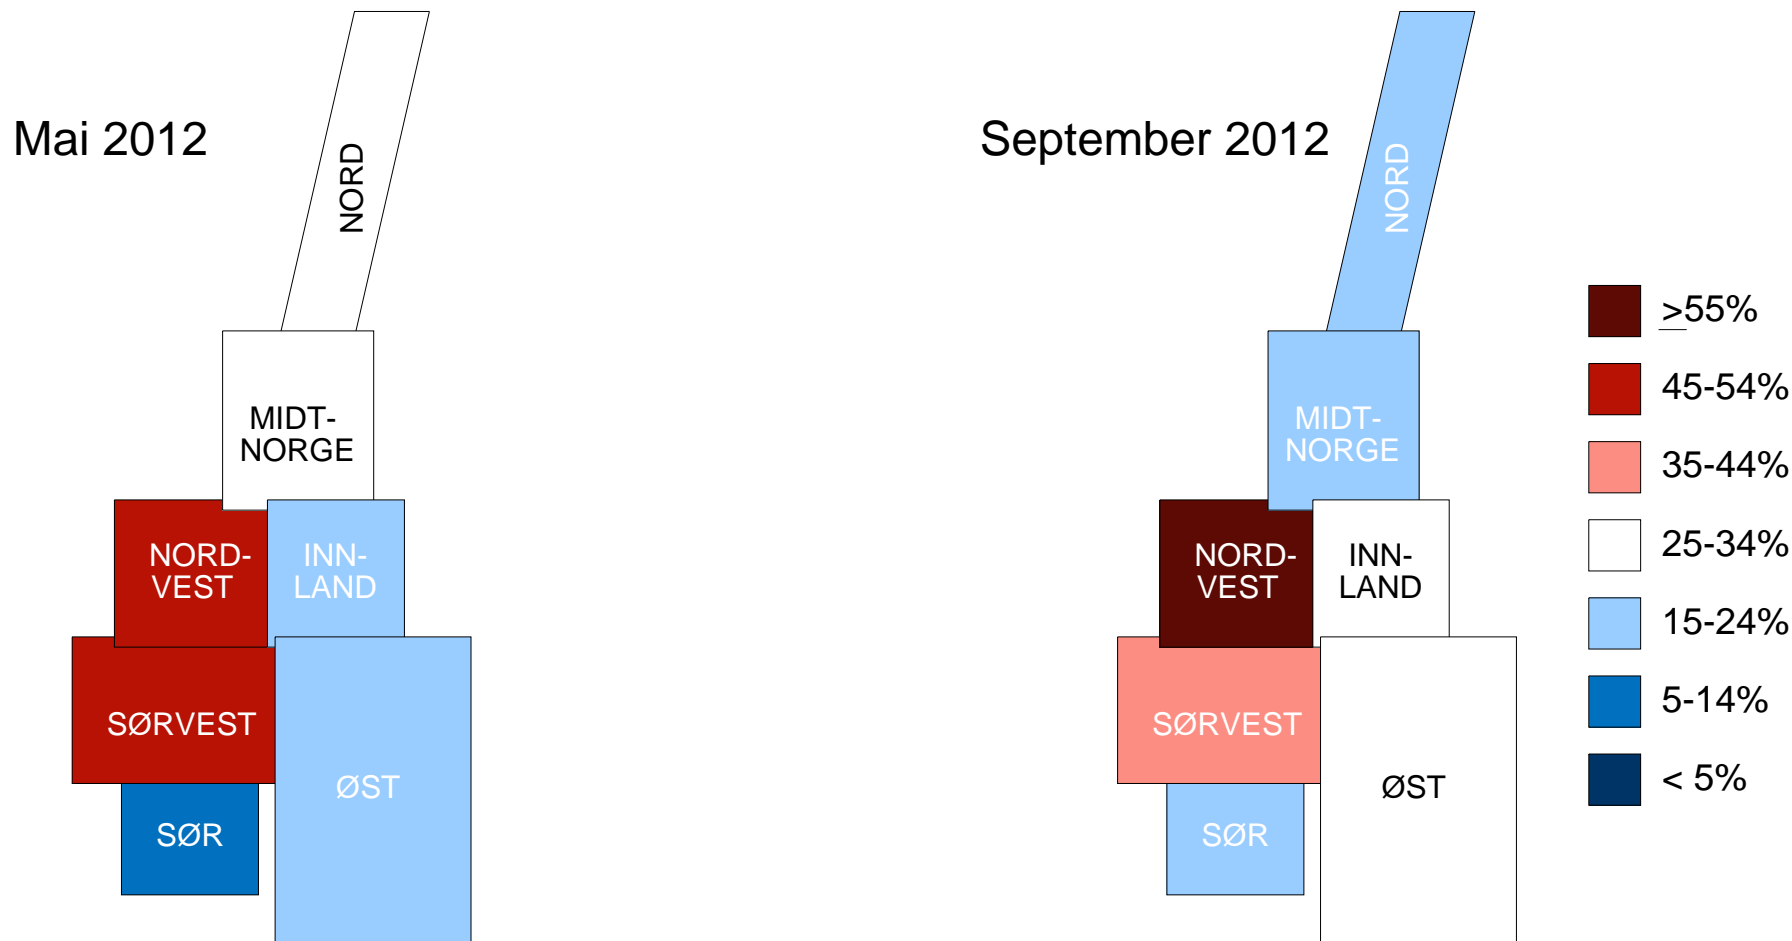 Mai 2012
NORD
MIDT-
NORGE
NORD-
VEST
INN-
LAND
SØRVEST
ØST
SØR
September 2012
NORD
MIDT-
NORGE
NORD-
VEST
INN-
LAND
SØRVEST
ØST
SØR
>55%
45-54%
35-44%
25-34%
15-24%
5-14%
< 5%